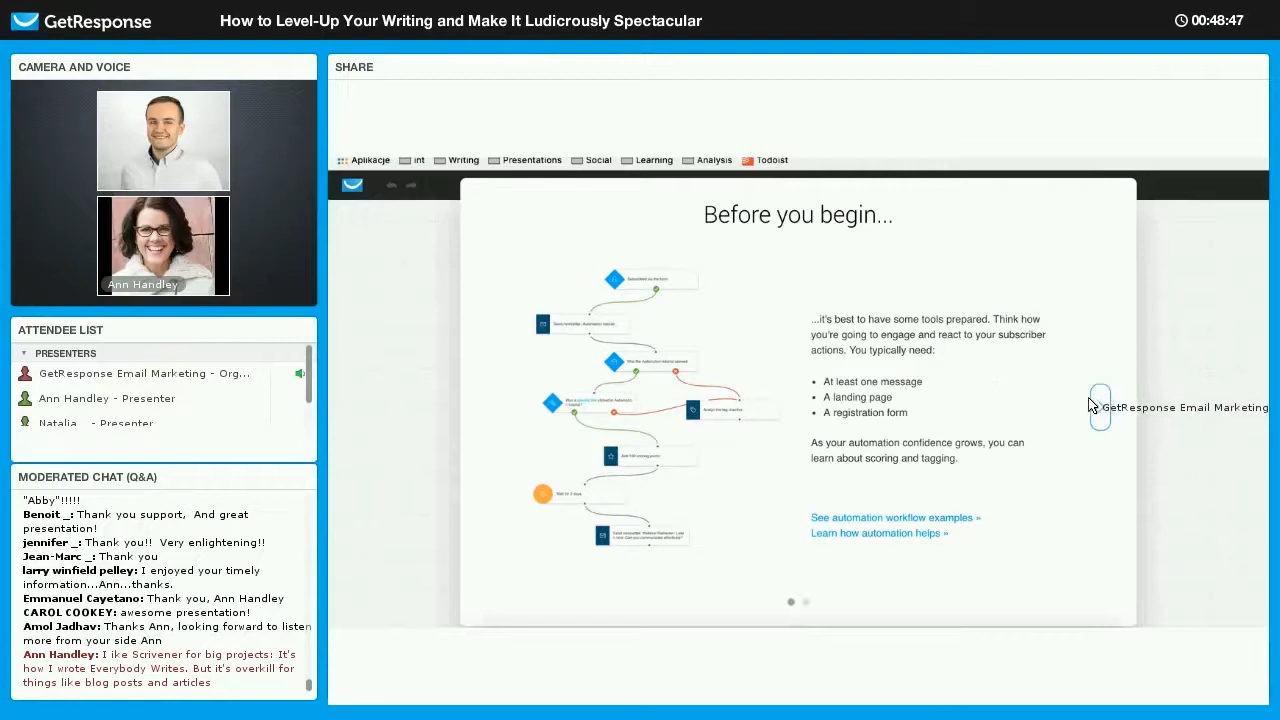 GetResponse
How to Level-Up Your Writing and Make It Ludicrously Spectacular
00:48:47
CAMERA AND VOICE
Ann Handley
ATTENDEE LIST
PRESENTERS
GetResponse Email Marketing - Org...
Ann Handley - Presenter
Natalia _ - Presenter
MODERATED CHAT (Q&A)
"Abby"!!!!!
Benoit _: Thank you support, And great
presentation!
jennifer _: Thank you!! Very enlightening!!
Jean-Marc _: Thank you
larry winfield pelley: I enjoyed your timely
information...Ann...thanks.
Emmanuel Cayetano: Thank you, Ann Handley
CAROL COOKEY: awesome presentation!
Amol Jadhav: Thanks Ann, looking forward to listen
more from your side Ann
Ann Handley: I ike Scrivener for big projects: It's
how I wrote Everybody Writes. But it's overkill for
things like blog posts and articles
SHARE
Aplikacje int Writing Presentations Social Learning Analysis Todoist
Before you begin...
...it's best to have some tools prepared. Think how
you're going to engage and react to your subscriber
actions. You typically need:
• At least one message
• A landing page
• A registration form
As your automation confidence grows, you can
learn about scoring and tagging.
See automation workflow examples »
Learn how automation helps »
GetResponse Email Marketing